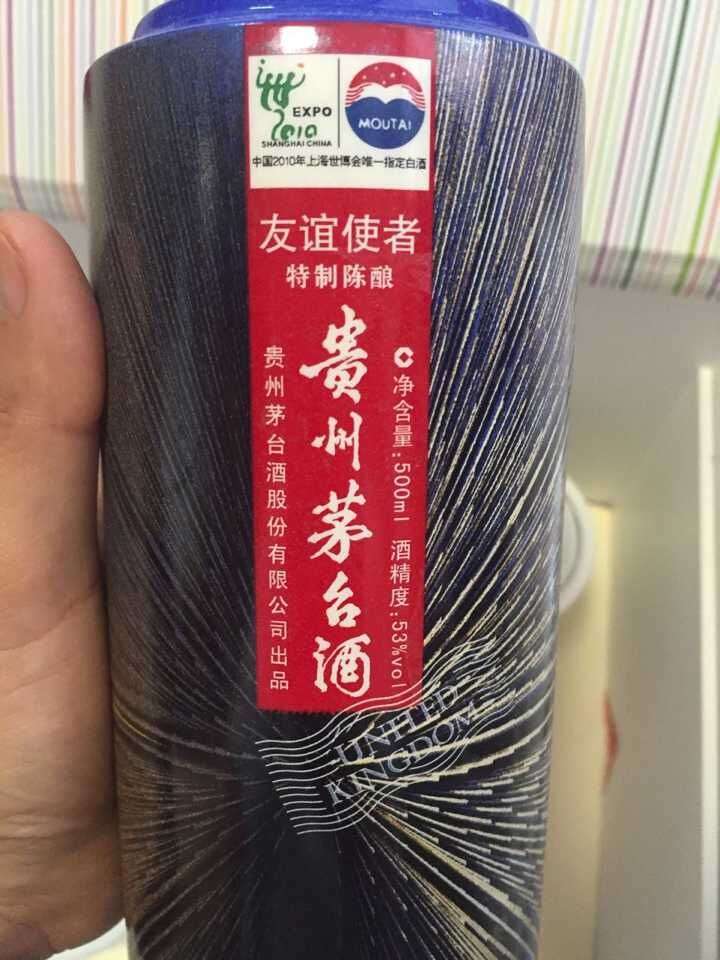 EXPO
2010
SHANGHAI CHINA
MOUTAI
中国2010年上海世博会唯一指定白酒
友谊使者
特制陈酿
贵州茅台酒
净含量:500ml 酒精度:53%vol
贵州茅台酒股份有限公司出品
UNITED
KINGDOM